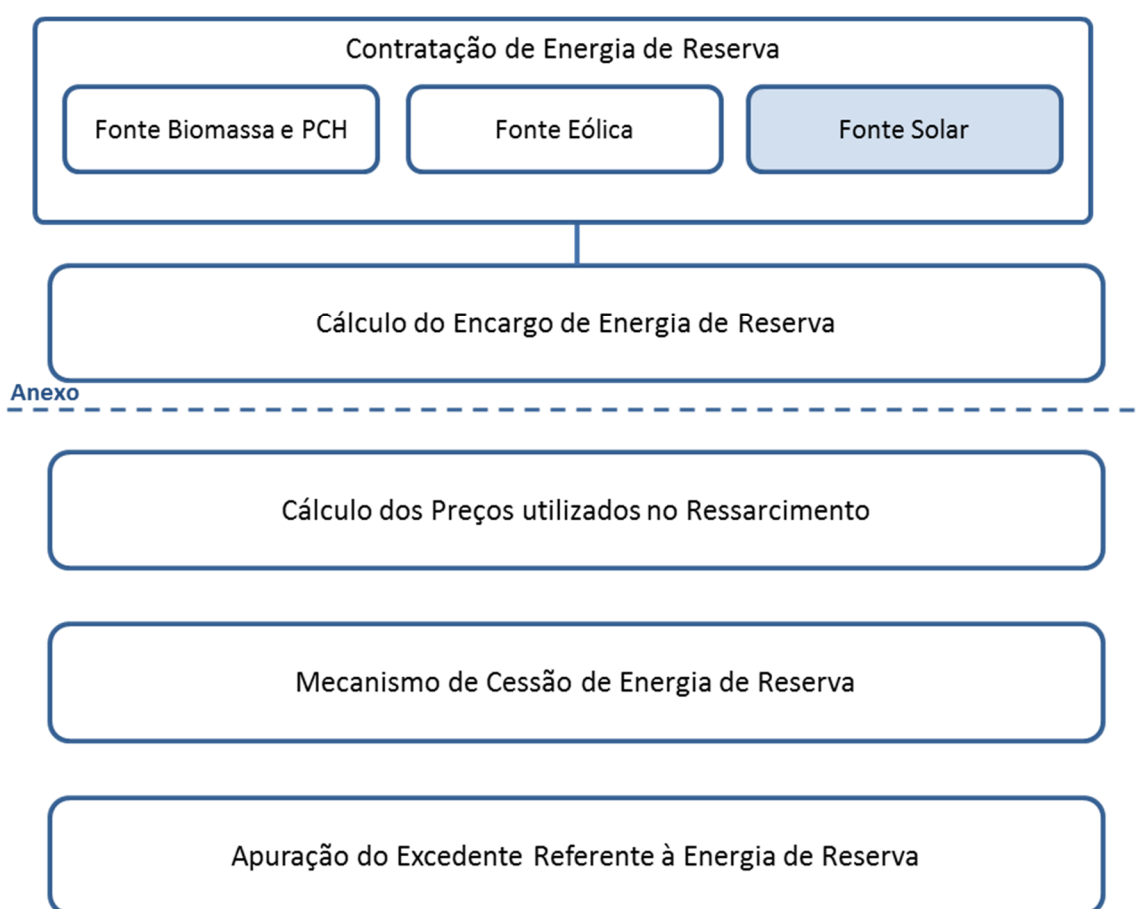 Contratação de Energia de Reserva
Fonte Biomassa e PCH
Fonte Eólica
Fonte Solar
Cálculo do Encargo de Energia de Reserva
Anexo
Cálculo dos Preços utilizados no Ressarcimento
Mecanismo de Cessão de Energia de Reserva
Apuração do Excedente Referente à Energia de Reserva